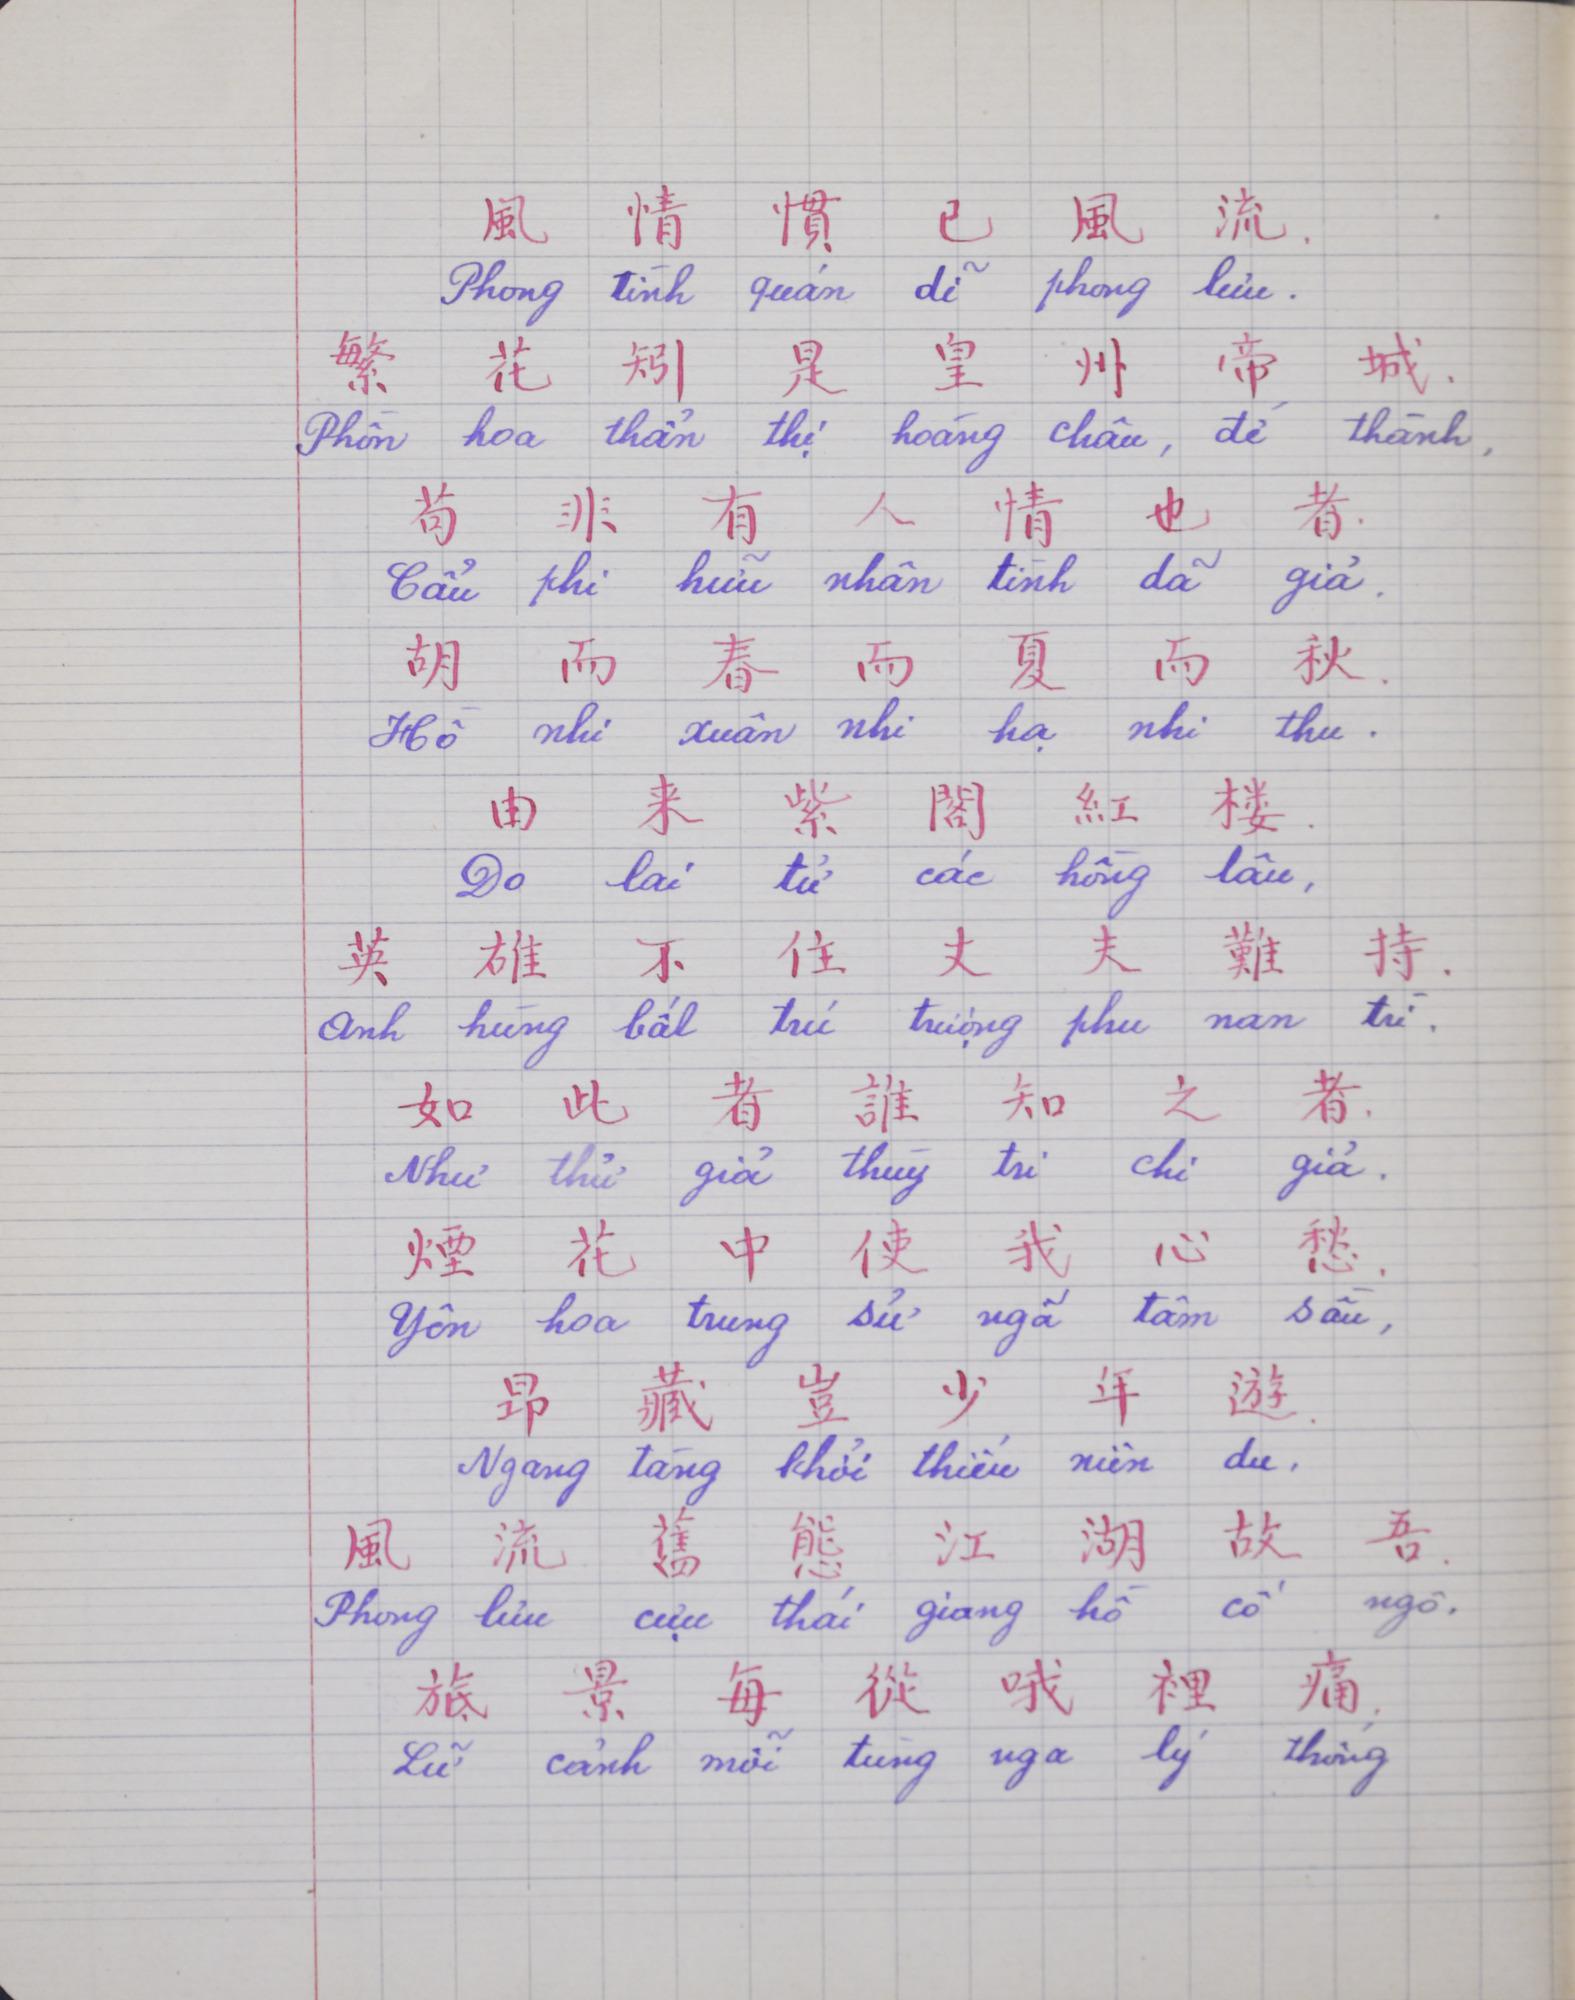 風 情 慣 已 風 流.
Phong tình quán dĩ phong lưu.
繁 花 矧 是 皇 州 帝 城.
Phồn hoa thẩn thị hoàng châu, đế thành,
苟 非 有 人 情 也 者.
Cẩu phi hữu nhân tình dã giả.
胡 而 春 而 夏 而 秋.
Hồ nhi xuân nhi hạ nhi thu.
由 来 紫 閣 紅 楼.
Do lai tử các hồng lâu,
英 雄 不 住 丈 夫 難 持.
Anh hùng bất trú trượng phu nan trì.
如 此 者 誰 知 之 者.
Như thử giả thùy tri chi giả.
煙 花 中 使 我 心 愁.
Yên hoa trung sử ngã tâm sầu,
昂 藏 豈 少 年 遊.
Ngang tàng khởi thiếu niên du.
風 流 舊 態 江 湖 故 吾.
Phong lưu cựu thái giang hồ cố ngô.
旅 景 每 從 哦 裡 痛.
Lữ cảnh mỗi tùng nga lý thống